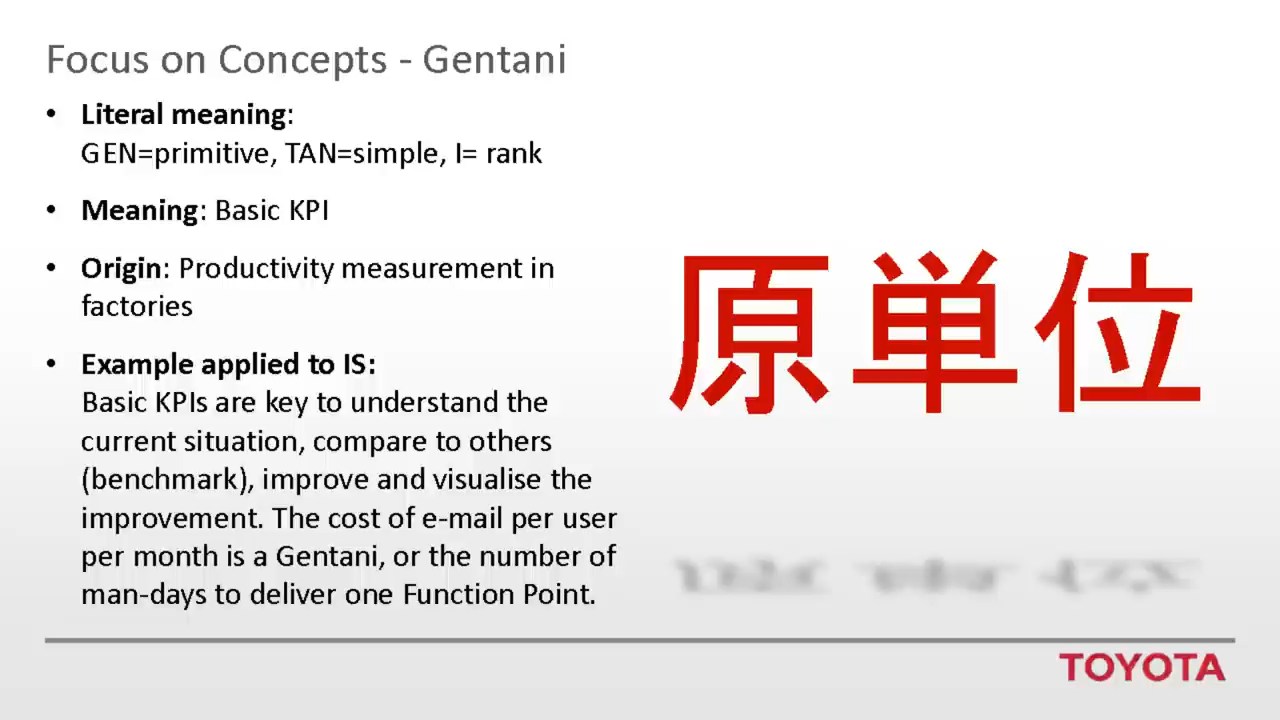 Focus on Concepts - Gentani
• Literal meaning:
GEN=primitive, TAN=simple, I= rank
• Meaning: Basic KPI
• Origin: Productivity measurement in
factories
• Example applied to IS:
Basic KPIs are key to understand the
current situation, compare to others
(benchmark), improve and visualise the
improvement. The cost of e-mail per user
per month is a Gentani, or the number of
man-days to deliver one Function Point.
原単位
TOYOTA